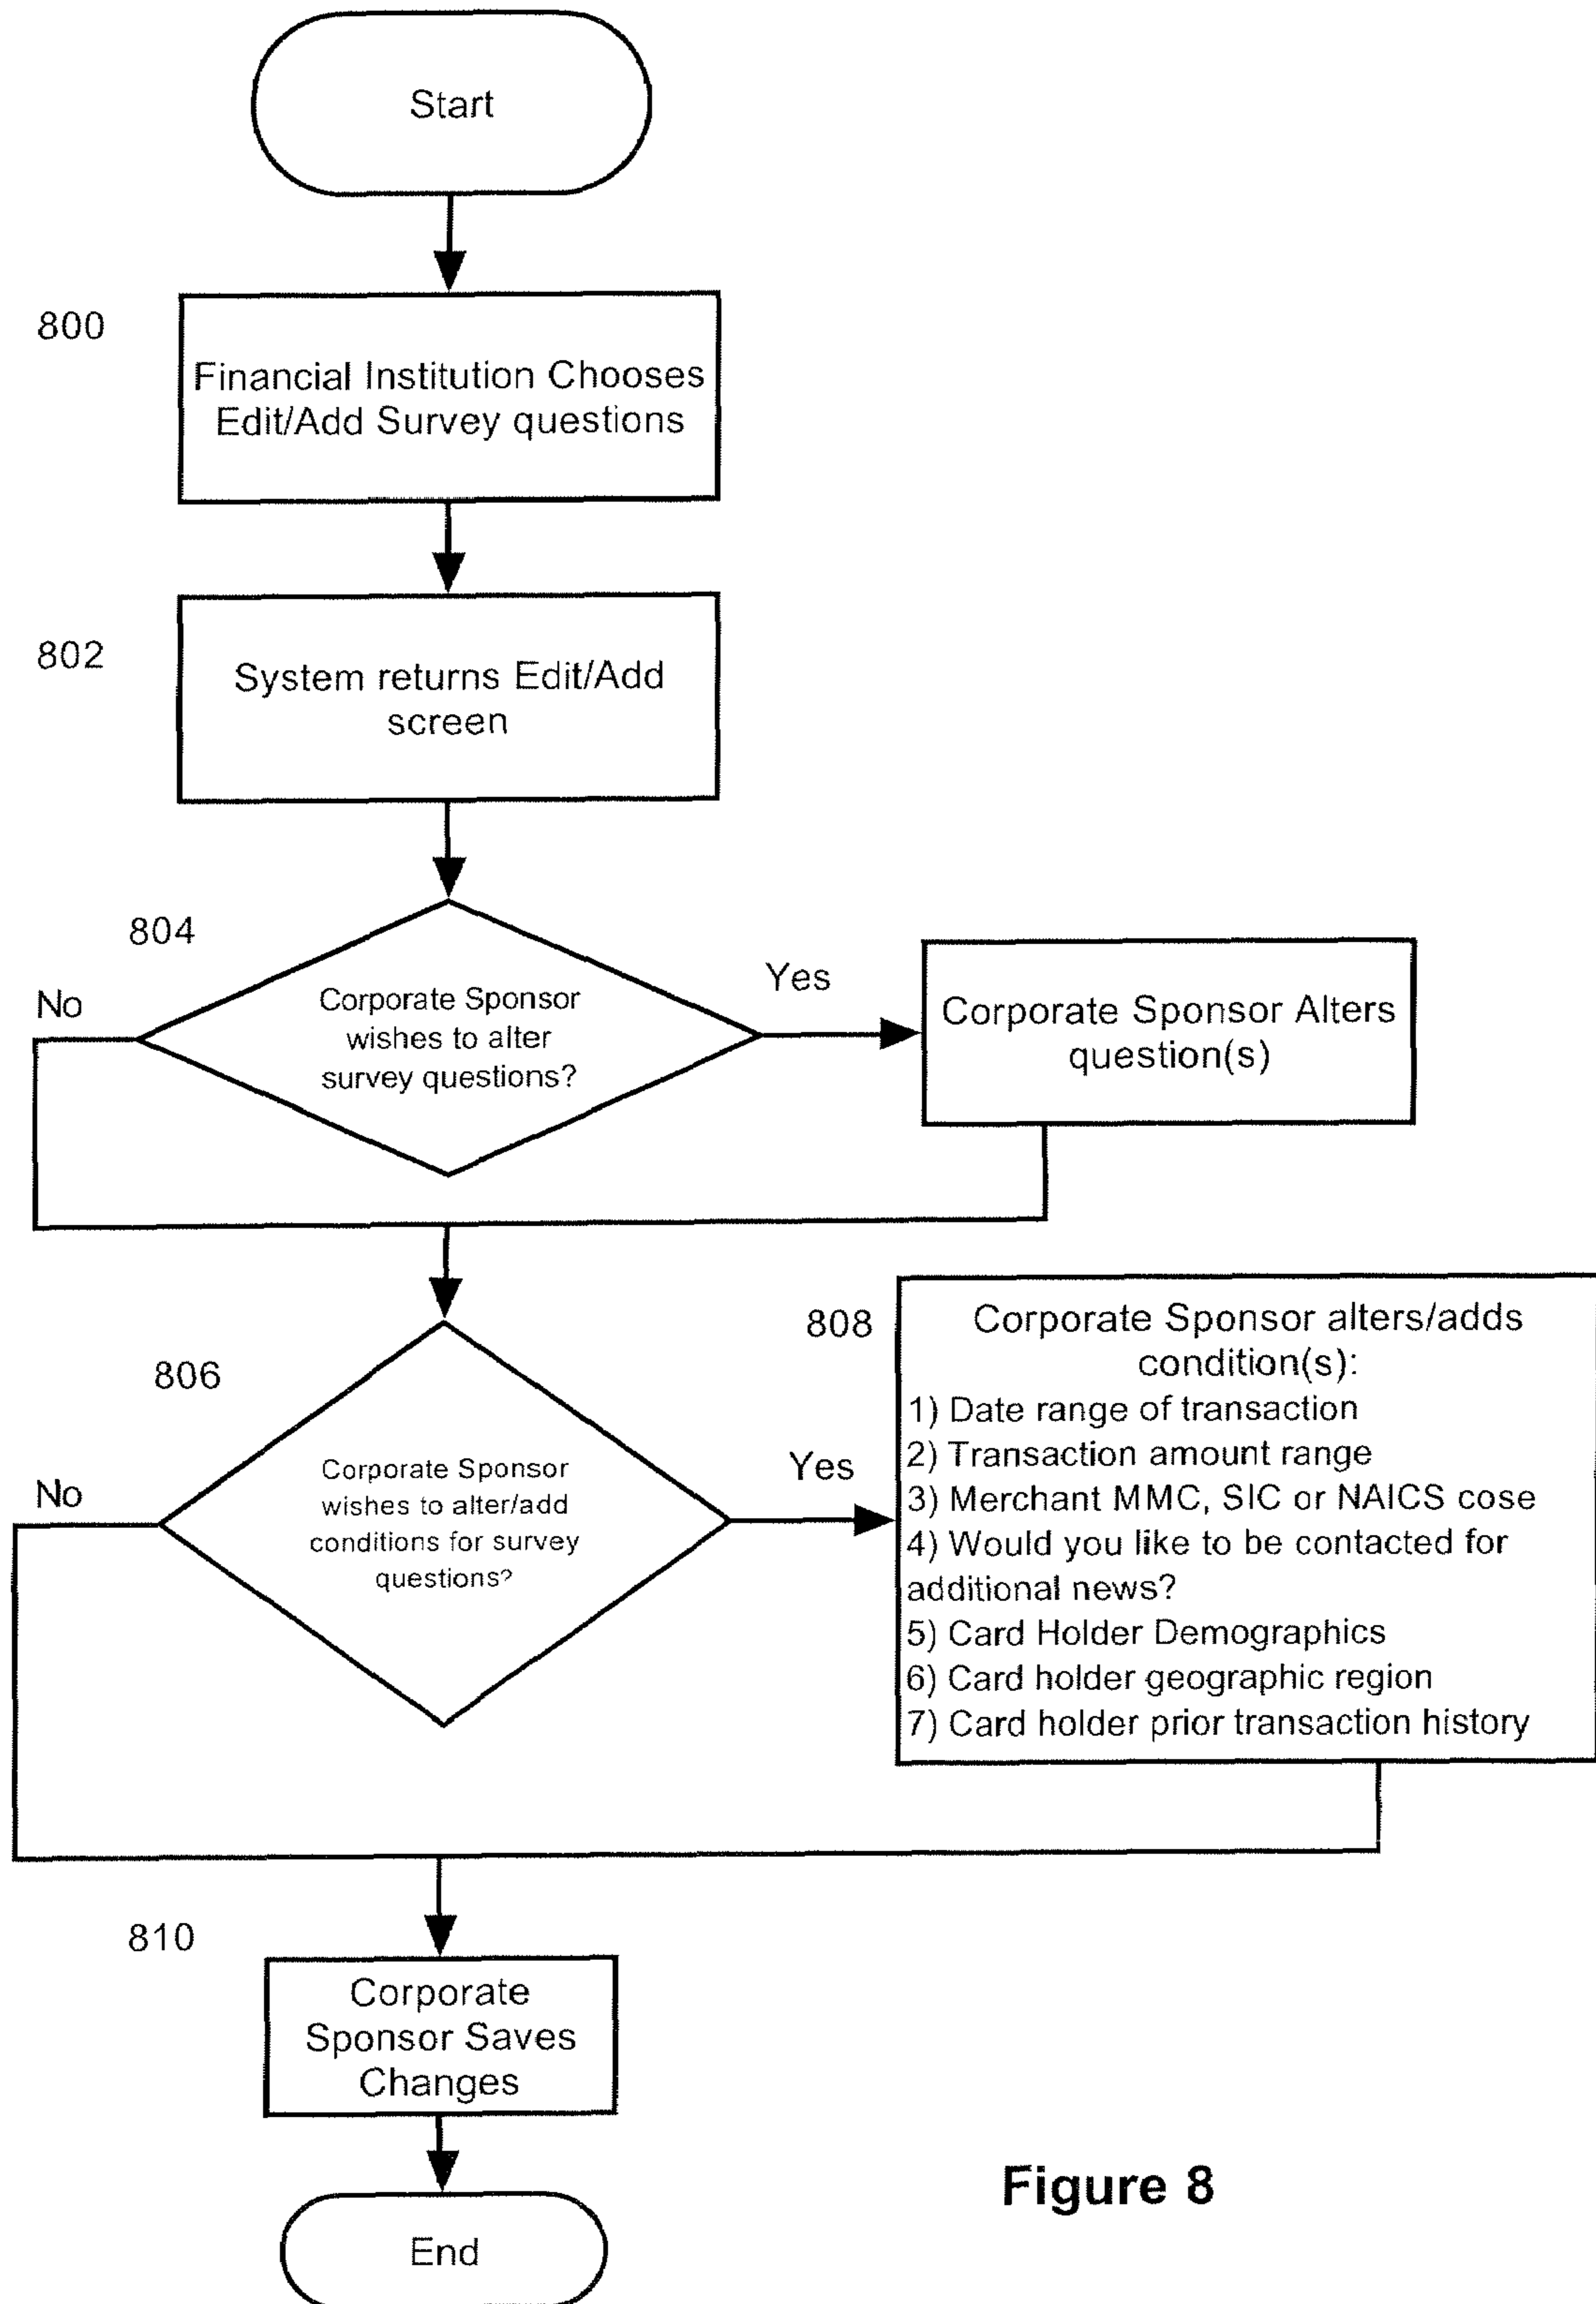 Start
800
Financial Institution Chooses
Edit/Add Survey questions
802
System returns Edit/Add
screen
804
No
Corporate Sponsor
wishes to alter
survey questions?
Yes
Corporate Sponsor Alters
question(s)
806
No
Corporate Sponsor
wishes to alter/add
conditions for survey
questions?
Yes
808
Corporate Sponsor alters/adds
condition(s):
1) Date range of transaction
2) Transaction amount range
3) Merchant MMC, SIC or NAICS cose
4) Would you like to be contacted for
additional news?
5) Card Holder Demographics
6) Card holder geographic region
7) Card holder prior transaction history
810
Corporate
Sponsor Saves
Changes
End
Figure 8